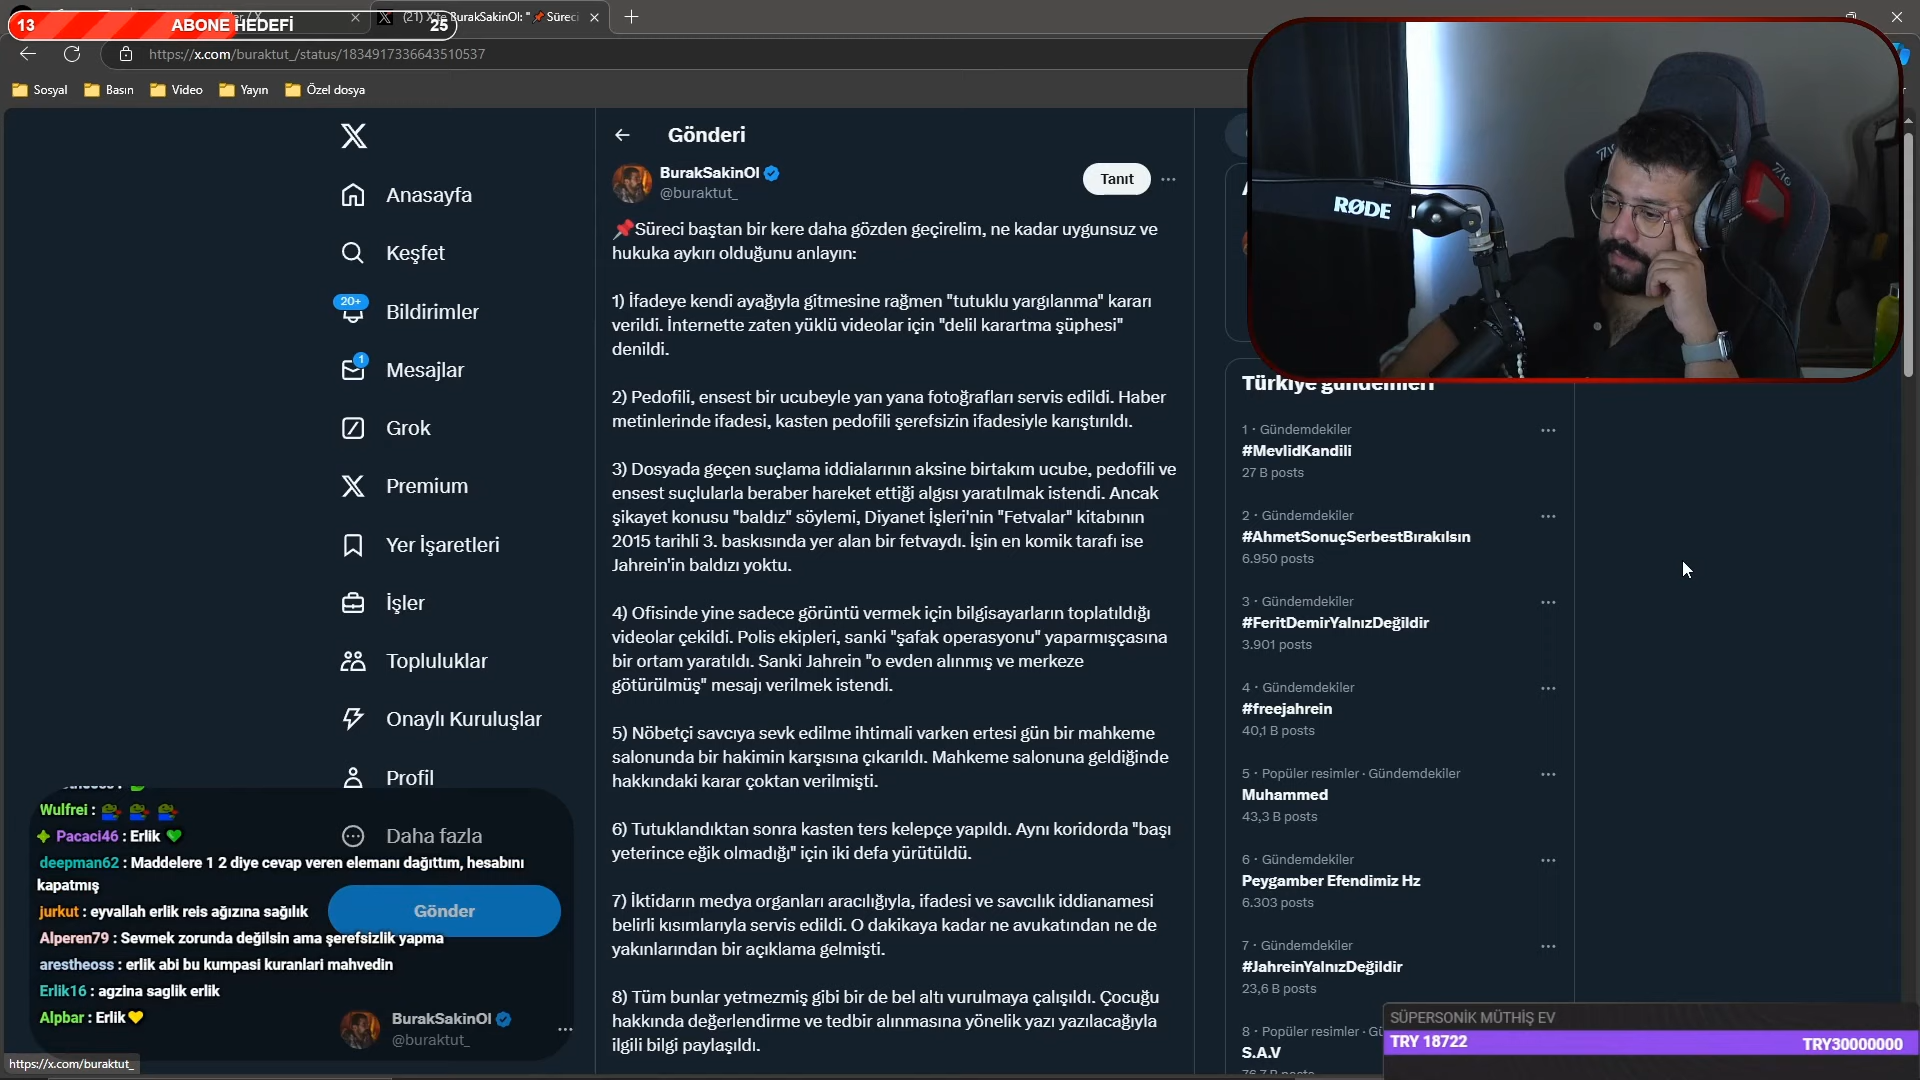 13 ABONE HEDEFİ 25
(21) X'te BurakSakinOl: "📌 Süreci
https://x.com/buraktut_/status/1834917336643510537
Sosyal Basın Video Yayın Özel dosya
Anasayfa
Keşfet
20+
Bildirimler
1
Mesajlar
Grok
Premium
Yer İşaretleri
İşler
Topluluklar
Onaylı Kuruluşlar
Profil
Daha fazla
Gönder
BurakSakinOl
@buraktut_
Wulfrei :
Pacaci46 : Erlik 💚
deepman62 : Maddelere 1 2 diye cevap veren elemanı dağıttım, hesabını
kapatmış
jurkut : eyvallah erlik reis ağızına sağılık
Alperen79 : Sevmek zorunda değilsin ama şerefsizlik yapma
arestheoss : erlik abi bu kumpasi kuranlari mahvedin
Erlik16 : agzina saglik erlik
Alpbar : Erlik💛
https://x.com/buraktut_
Gönderi
BurakSakinOl
@buraktut_
Tanıt
📌Süreci baştan bir kere daha gözden geçirelim, ne kadar uygunsuz ve
hukuka aykırı olduğunu anlayın:
1) İfadeye kendi ayağıyla gitmesine rağmen "tutuklu yargılanma" kararı
verildi. İnternette zaten yüklü videolar için "delil karartma şüphesi"
denildi.
2) Pedofili, ensest bir ucubeyle yan yana fotoğrafları servis edildi. Haber
metinlerinde ifadesi, kasten pedofili şerefsizin ifadesiyle karıştırıldı.
3) Dosyada geçen suçlama iddialarının aksine birtakım ucube, pedofili ve
ensest suçlularla beraber hareket ettiği algısı yaratılmak istendi. Ancak
şikayet konusu "baldız" söylemi, Diyanet İşleri'nin "Fetvalar" kitabının
2015 tarihli 3. baskısında yer alan bir fetvaydı. İşin en komik tarafı ise
Jahrein'in baldızı yoktu.
4) Ofisinde yine sadece görüntü vermek için bilgisayarların toplatıldığı
videolar çekildi. Polis ekipleri, sanki "şafak operasyonu" yaparmışçasına
bir ortam yaratıldı. Sanki Jahrein "o evden alınmış ve merkeze
götürülmüş" mesajı verilmek istendi.
5) Nöbetçi savcıya sevk edilme ihtimali varken ertesi gün bir mahkeme
salonunda bir hakimin karşısına çıkarıldı. Mahkeme salonuna geldiğinde
hakkındaki karar çoktan verilmişti.
6) Tutuklandıktan sonra kasten ters kelepçe yapıldı. Aynı koridorda "başı
yeterince eğik olmadığı" için iki defa yürütüldü.
7) İktidarın medya organları aracılığıyla, ifadesi ve savcılık iddianamesi
belirli kısımlarıyla servis edildi. O dakikaya kadar ne avukatından ne de
yakınlarından bir açıklama gelmişti.
8) Tüm bunlar yetmezmiş gibi bir de bel altı vurulmaya çalışıldı. Çocuğu
hakkında değerlendirme ve tedbir alınmasına yönelik yazı yazılacağıyla
ilgili bilgi paylaşıldı.
RØDE
Türkiye gündemleri
1 · Gündemdekiler
#MevlidKandili
27 B posts
2 · Gündemdekiler
#AhmetSonuçSerbestBırakılsın
6.950 posts
3 · Gündemdekiler
#FeritDemirYalnızDeğildir
3.901 posts
4 · Gündemdekiler
#freejahrein
40,1 B posts
5 · Popüler resimler · Gündemdekiler
Muhammed
43,3 B posts
6 · Gündemdekiler
Peygamber Efendimiz Hz
6.303 posts
7 · Gündemdekiler
#JahreinYalnızDeğildir
23,6 B posts
8 · Popüler resimler · Gü
S.A.V
SÜPERSONİK MÜTHİŞ EV
TRY 18722 TRY30000000